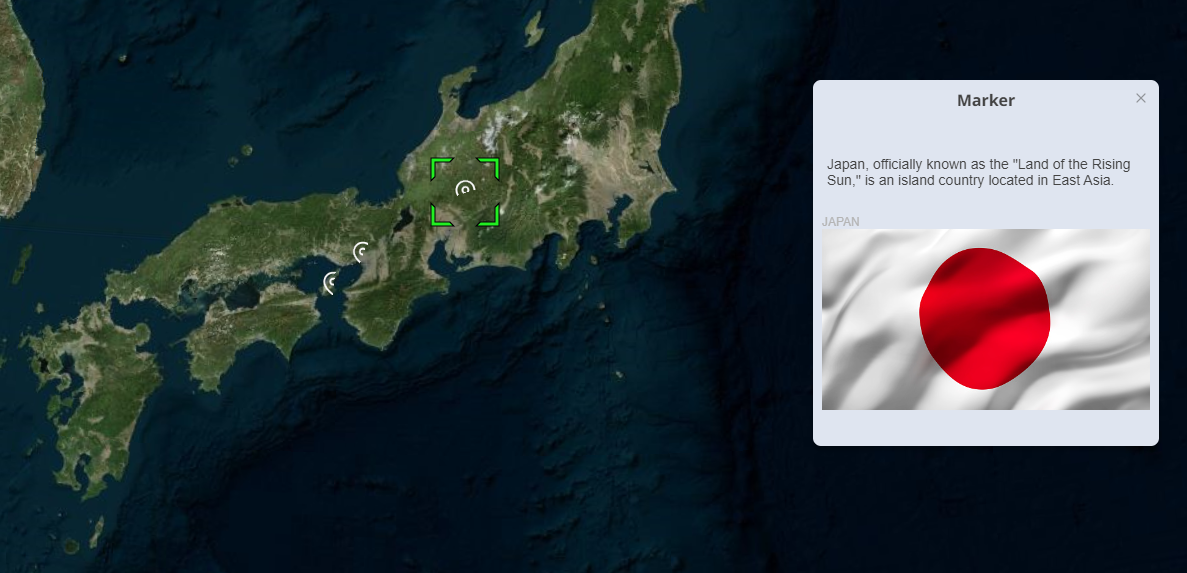 Marker
Japan, officially known as the "Land of the Rising
Sun," is an island country located in East Asia.
JAPAN